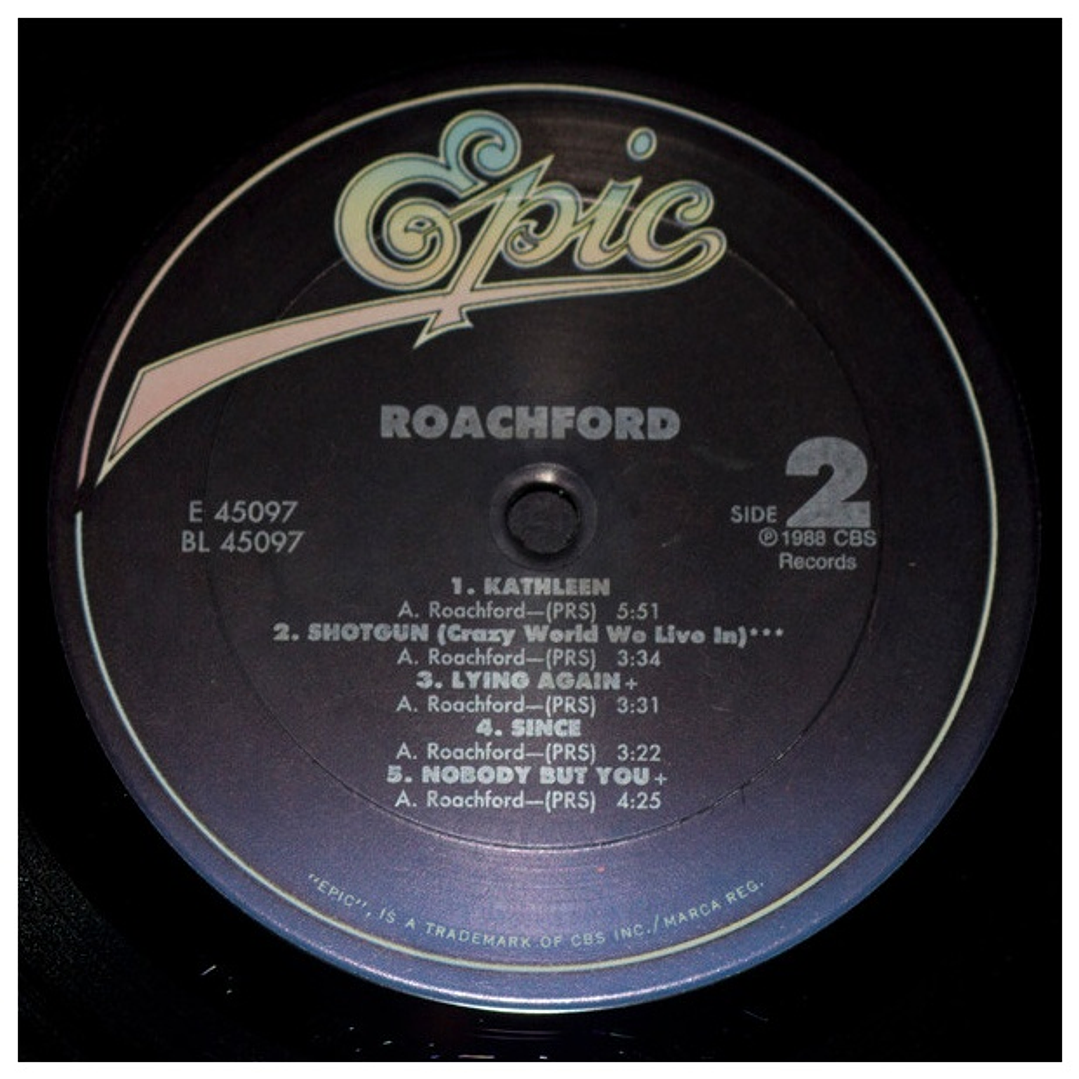 Epic
ROACHFORD
E 45097
BL 45097
SIDE 2
℗ 1988 CBS
Records
1. KATHLEEN
A. Roachford—(PRS) 5:51
2. SHOTGUN (Crazy World We Live In)***
A. Roachford—(PRS) 3:34
3. LYING AGAIN+
A. Roachford—(PRS) 3:31
4. SINCE
A. Roachford—(PRS) 3:22
5. NOBODY BUT YOU+
A. Roachford—(PRS) 4:25
"EPIC", IS A TRADEMARK OF CBS INC./MARCA REG.